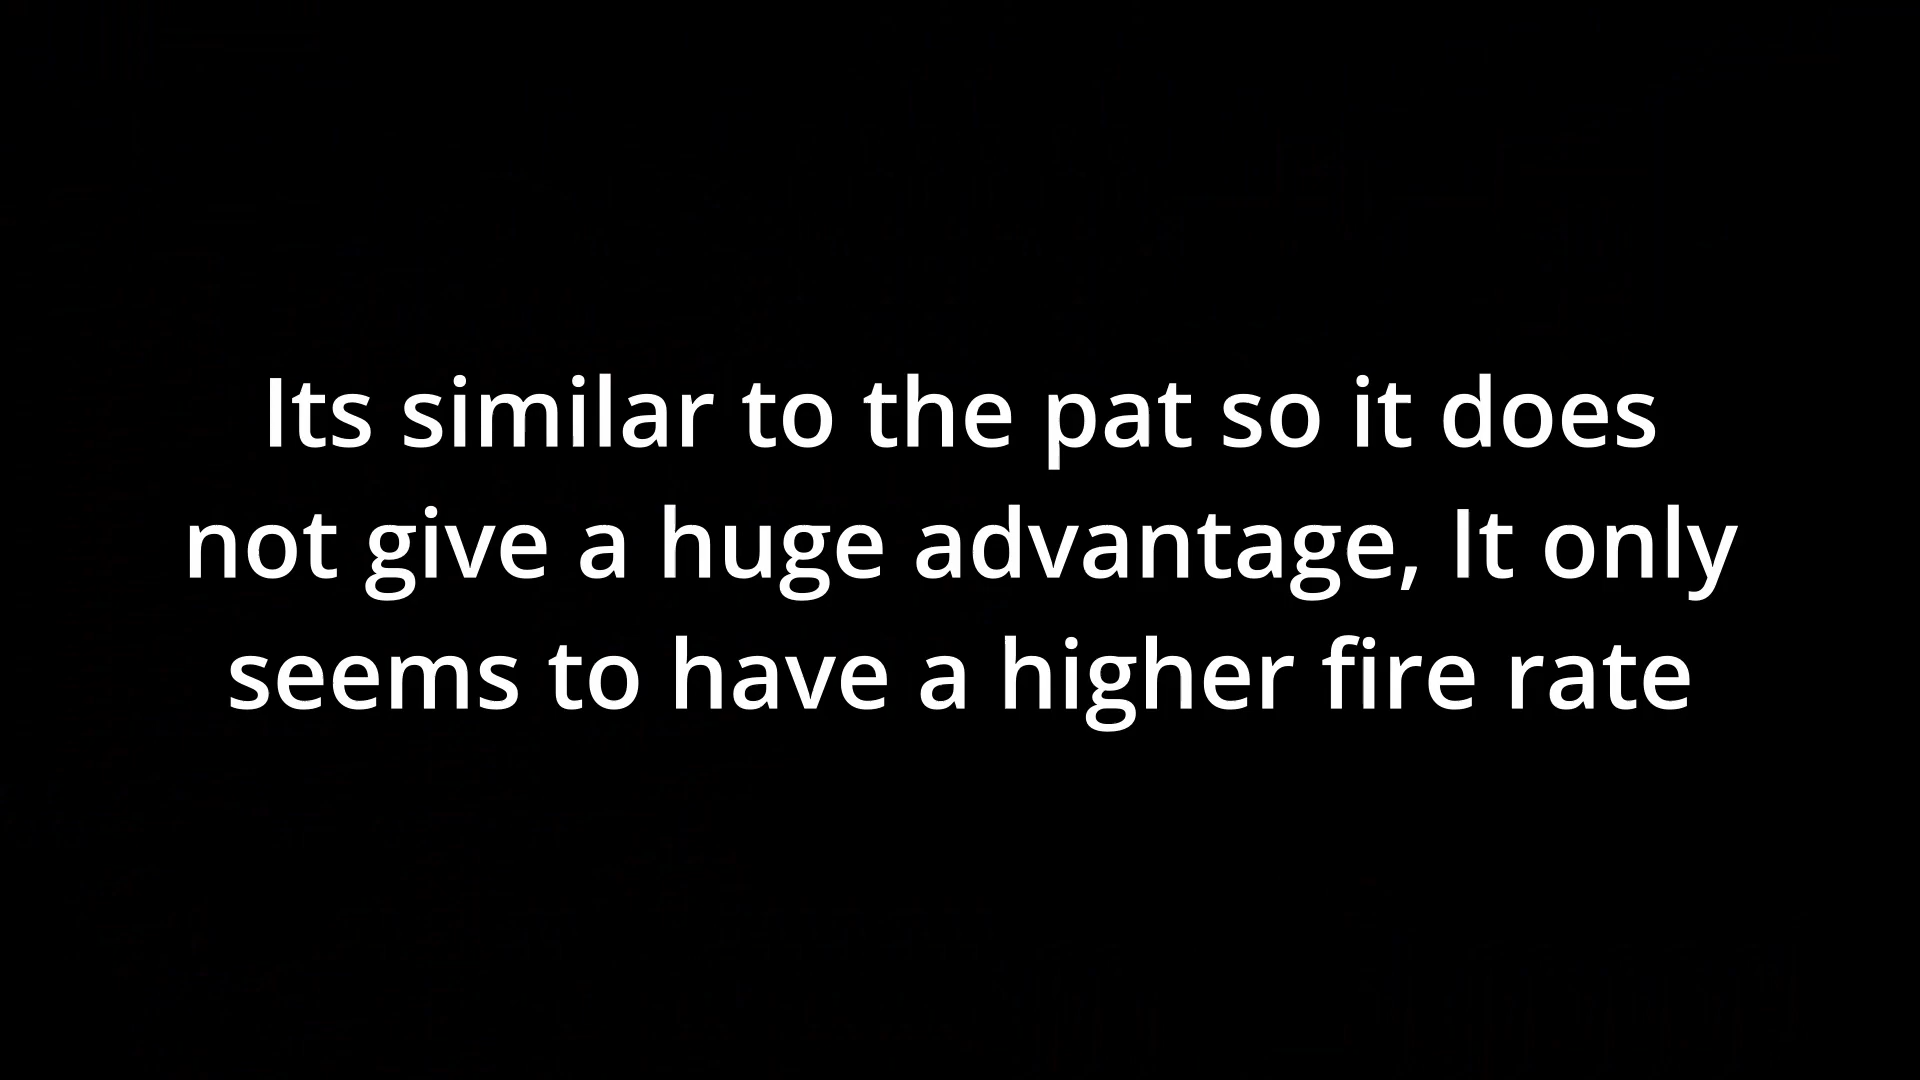 Its similar to the pat so it does
not give a huge advantage, It only
seems to have a higher fire rate